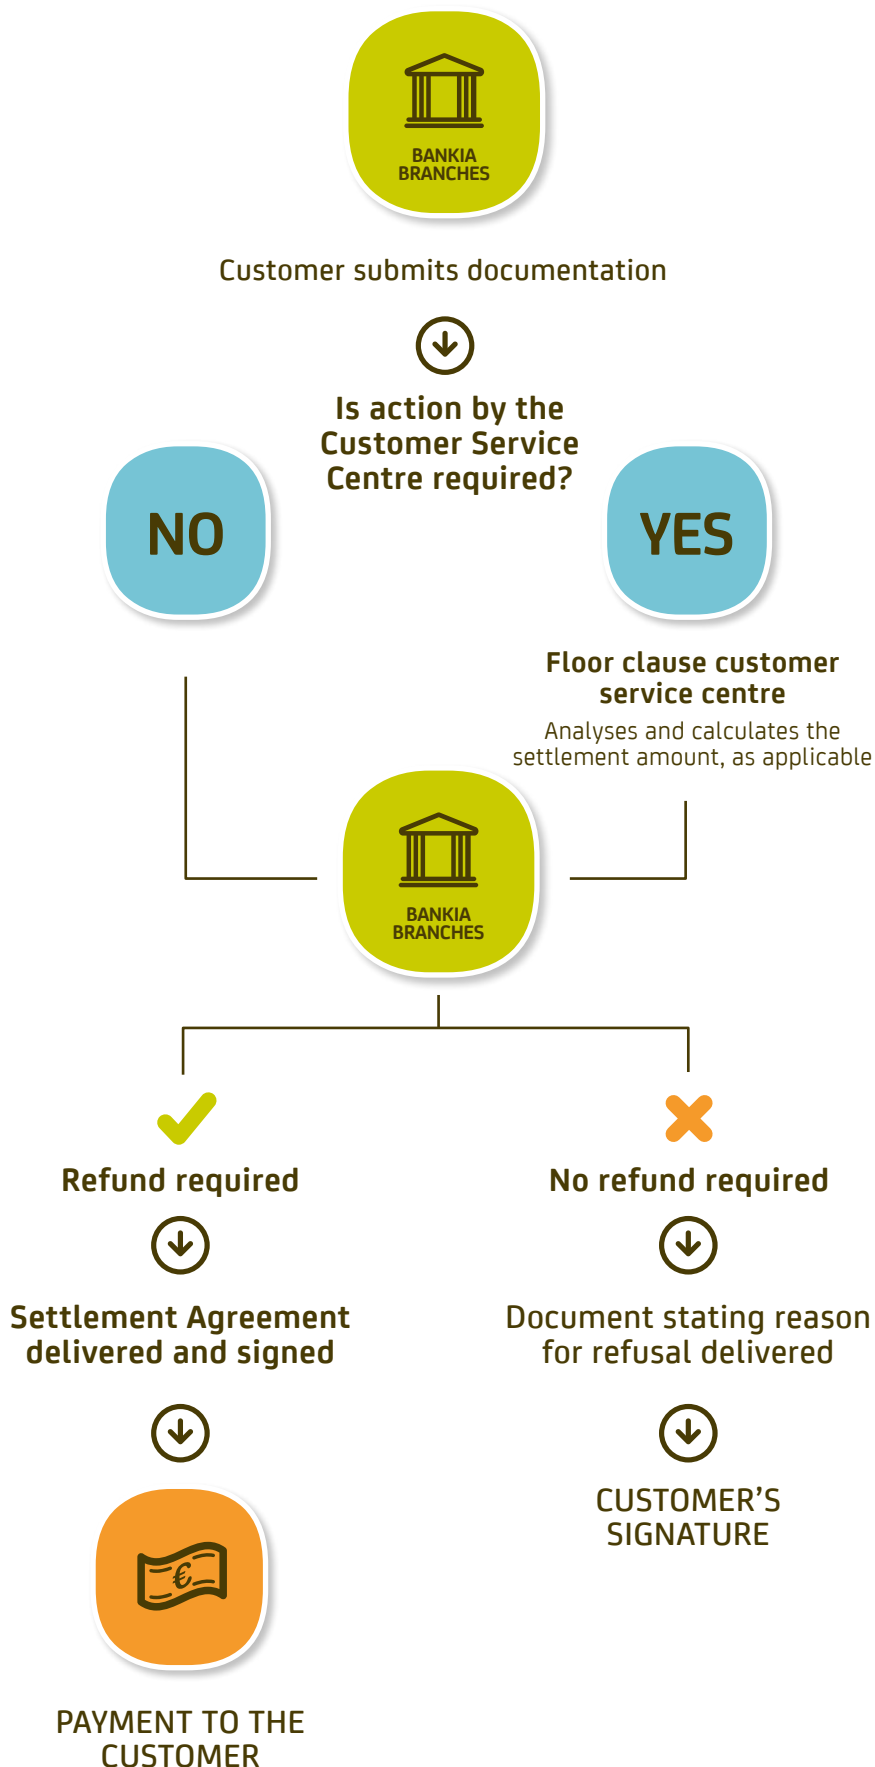 BANKIA
BRANCHES
Customer submits documentation
Is action by the
Customer Service
Centre required?
NO
YES
Floor clause customer
service centre
Analyses and calculates the
settlement amount, as applicable
BANKIA
BRANCHES
Refund required
No refund required
Settlement Agreement
delivered and signed
Document stating reason
for refusal delivered
CUSTOMER’S
SIGNATURE
€
PAYMENT TO THE
CUSTOMER